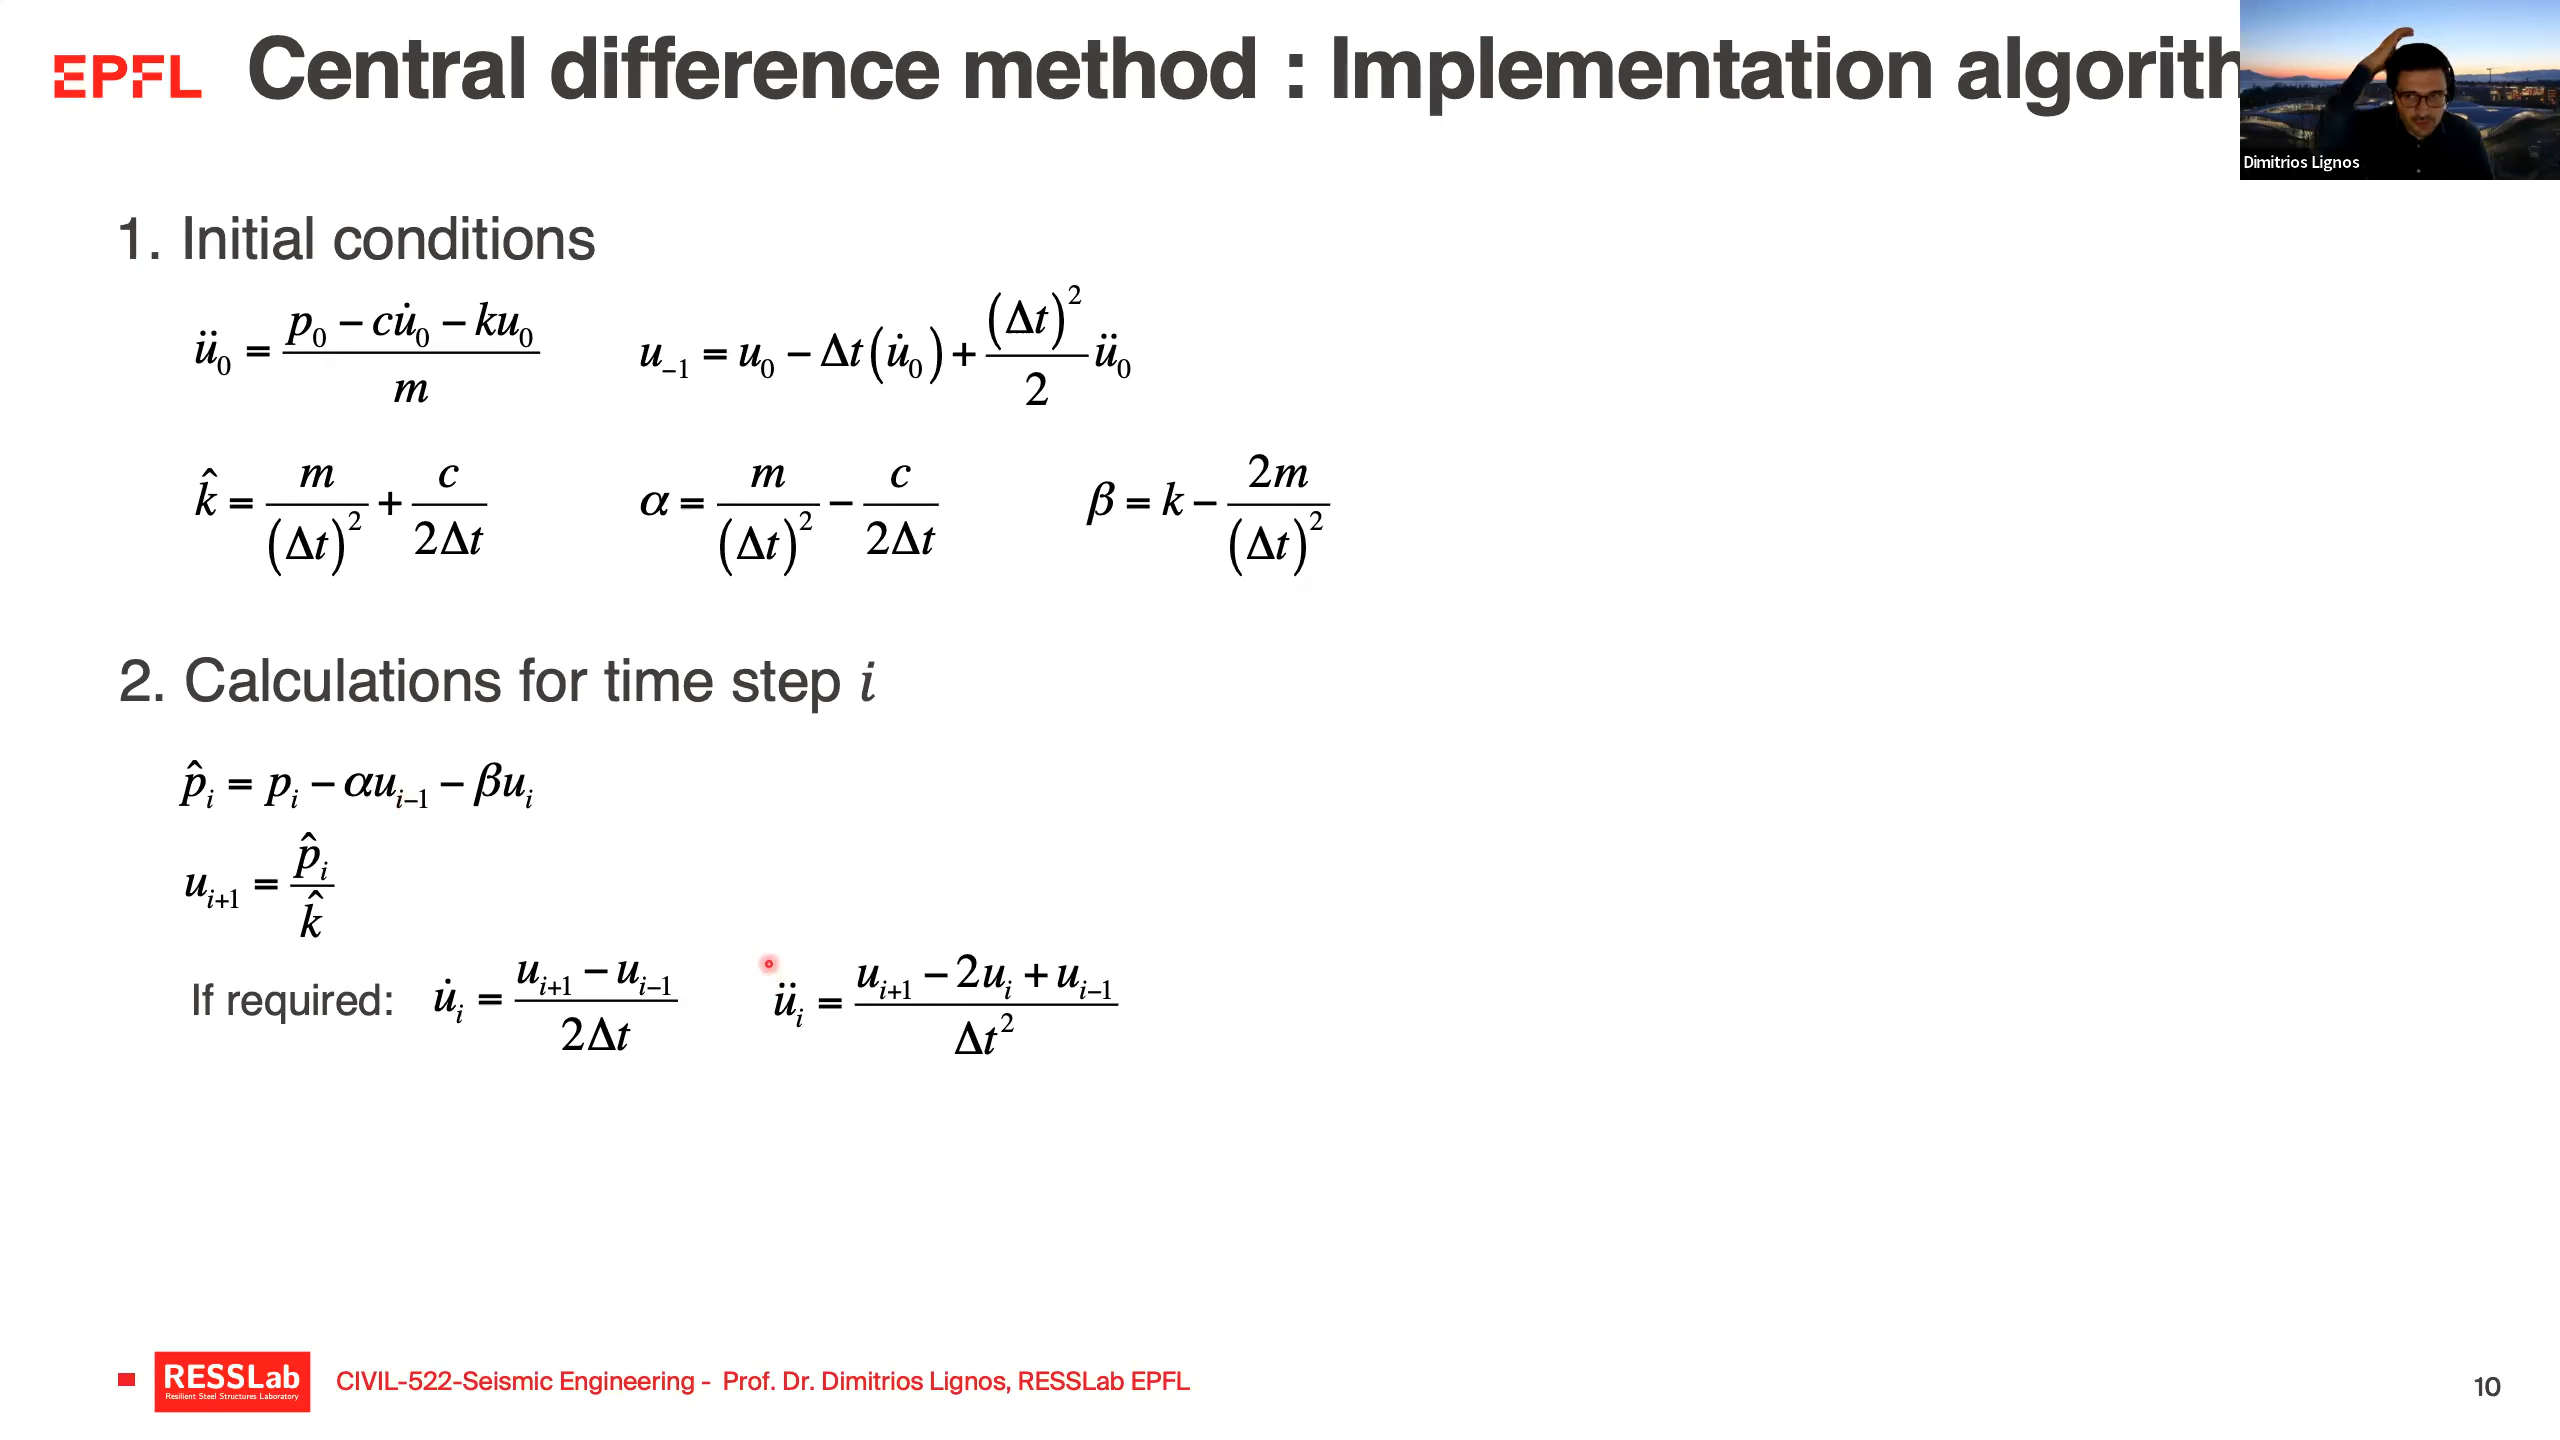 EPFL Central difference method : Implementation algorith
Dimitrios Lignos
1. Initial conditions
ü₀ = (p₀ − cu̇₀ − ku₀) / m    u₋₁ = u₀ − Δt(u̇₀) + ((Δt)² / 2) ü₀
k̂ = m / (Δt)² + c / 2Δt    α = m / (Δt)² − c / 2Δt    β = k − 2m / (Δt)²
2. Calculations for time step i
p̂ᵢ = pᵢ − αuᵢ₋₁ − βuᵢ
uᵢ₊₁ = p̂ᵢ / k̂
If required: u̇ᵢ = (uᵢ₊₁ − uᵢ₋₁) / 2Δt    üᵢ = (uᵢ₊₁ − 2uᵢ + uᵢ₋₁) / Δt²
RESSLab
Resilient Steel Structures Laboratory
CIVIL-522-Seismic Engineering - Prof. Dr. Dimitrios Lignos, RESSLab EPFL
10